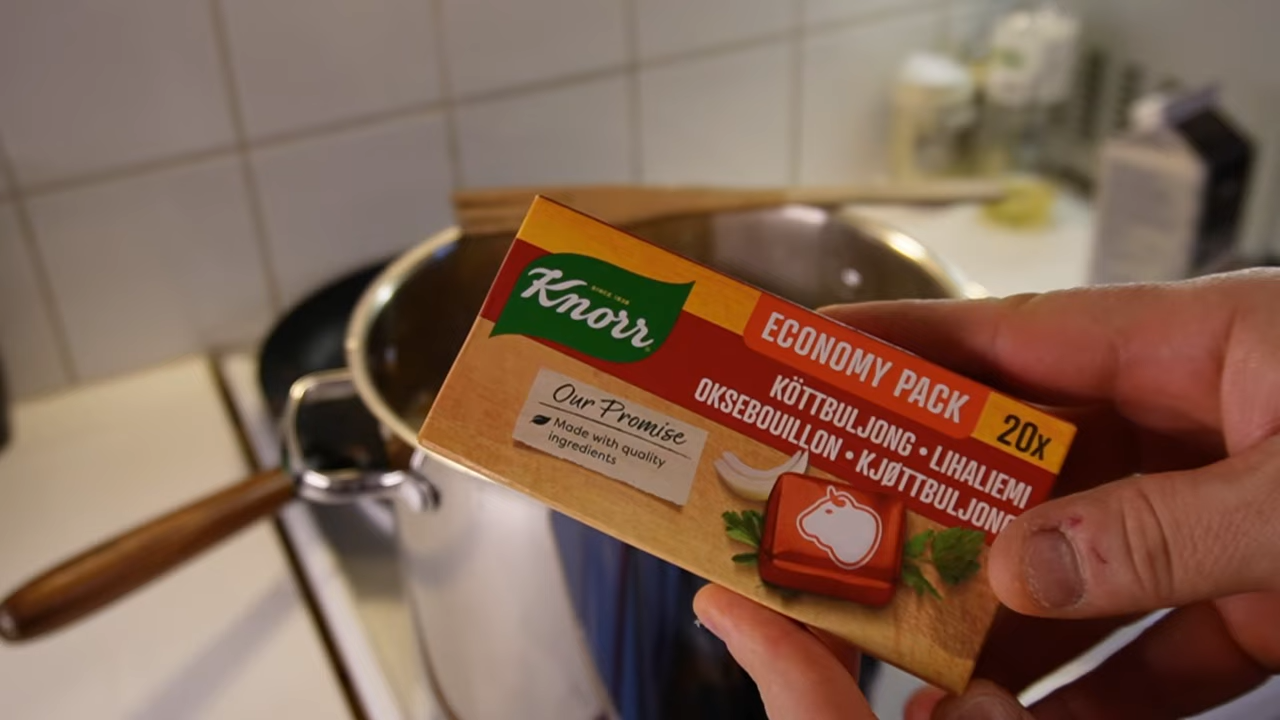 Knorr
SINCE 1838
ECONOMY PACK
20x
KÖTTBULJONG • LIHALIEMI
OKSEBOUILLON • KJØTTBULJONG
Our Promise
Made with quality
ingredients